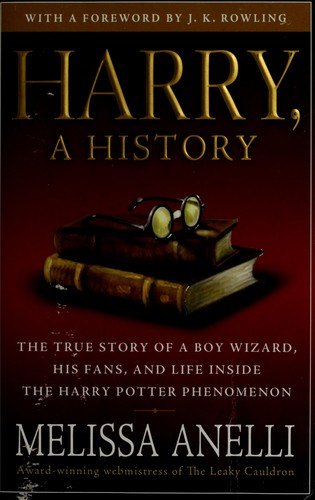 WITH A FOREWORD BY J. K. ROWLING
HARRY,
A HISTORY
THE TRUE STORY OF A BOY WIZARD,
HIS FANS, AND LIFE INSIDE
THE HARRY POTTER PHENOMENON
MELISSA ANELLI
Award-winning webmistress of The Leaky Cauldron